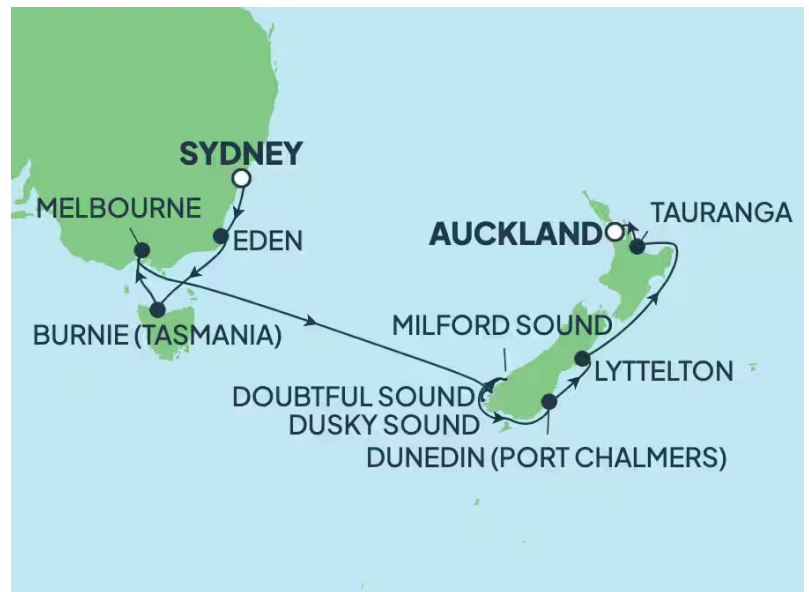 SYDNEY
MELBOURNE
EDEN
BURNIE (TASMANIA)
AUCKLAND
TAURANGA
MILFORD SOUND
LYTTELTON
DOUBTFUL SOUND
DUSKY SOUND
DUNEDIN (PORT CHALMERS)